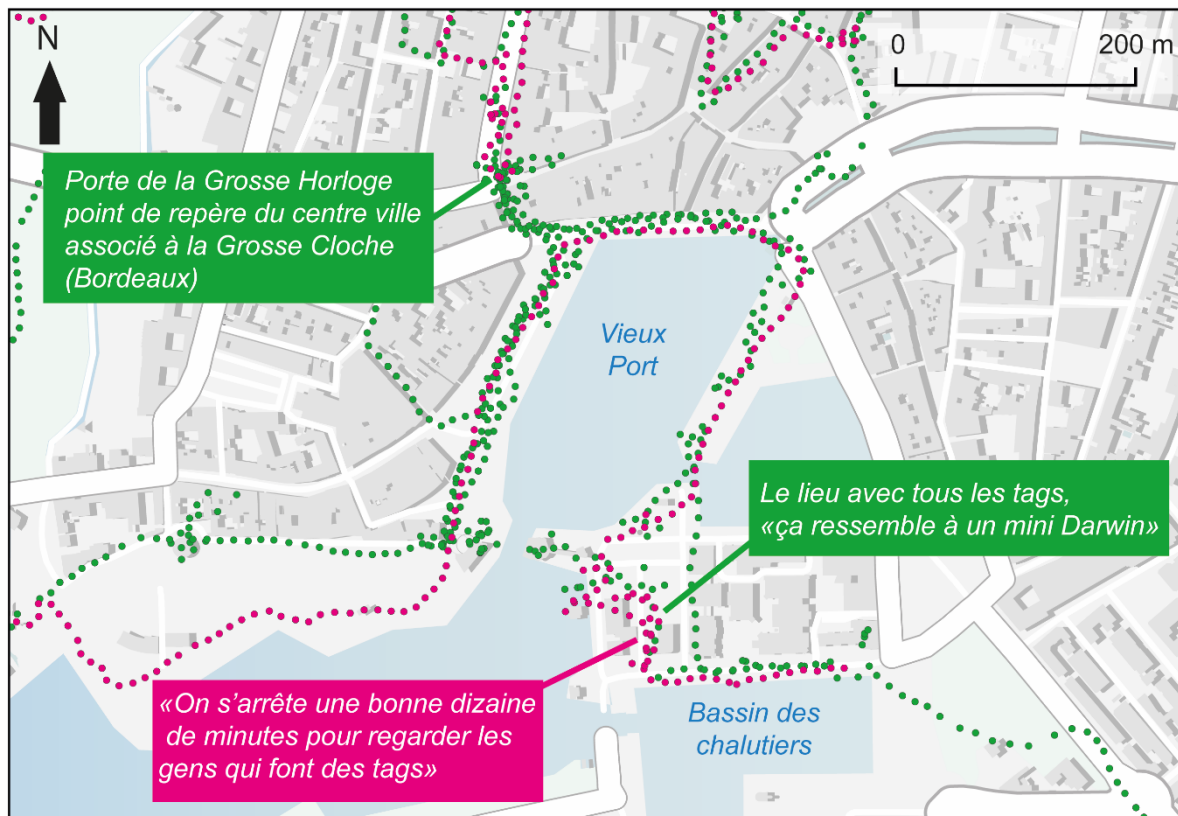 N
0 200 m
Porte de la Grosse Horloge
point de repère du centre ville
associé à la Grosse Cloche
(Bordeaux)
Vieux
Port
Le lieu avec tous les tags,
«ça ressemble à un mini Darwin»
«On s’arrête une bonne dizaine
de minutes pour regarder les
gens qui font des tags»
Bassin des
chalutiers